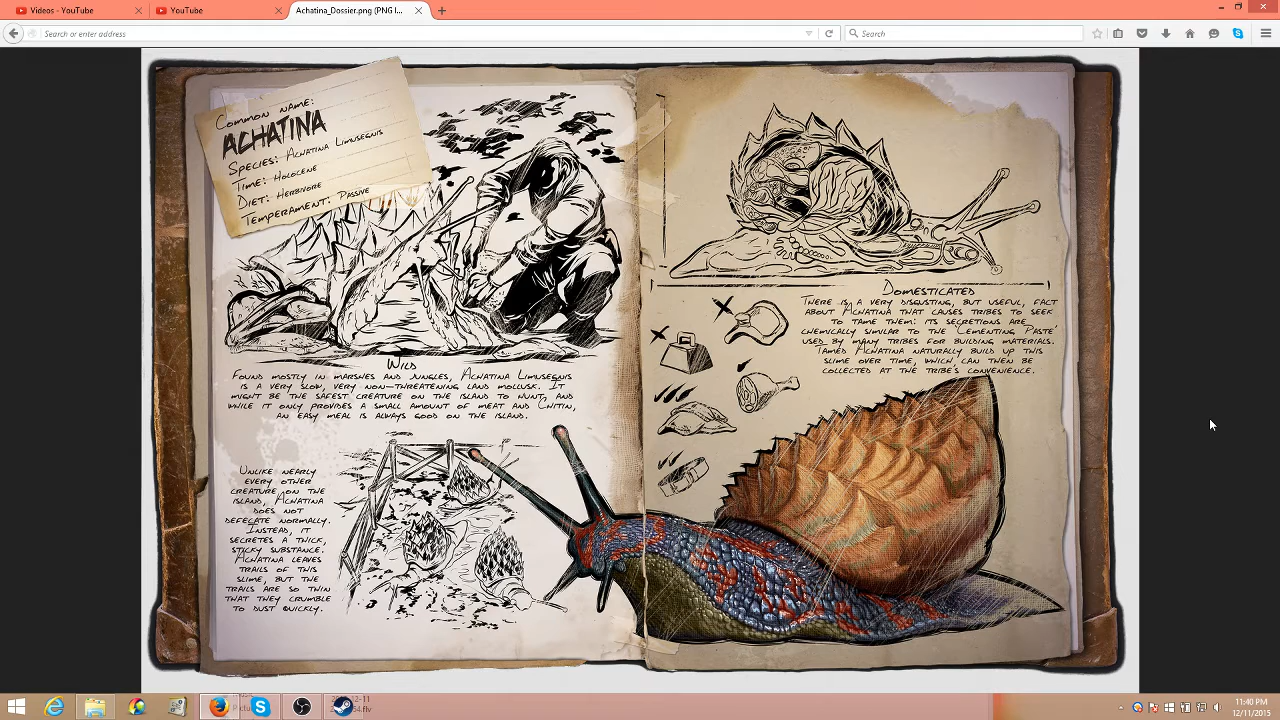 Videos - YouTube
YouTube
Achatina_Dossier.png (PNG I...
Search or enter address
Search
Common name:
Achatina
Species: Achatina Limusegnis
Time: Holocene
Diet: Herbivore
Temperament: Passive
Wild
Found mostly in marshes and jungles, Achatina Limusegnis
is a very slow, very non-threatening land mollusk. It
might be the safest creature on the island to hunt, and
while it only provides a small amount of meat and Chitin,
an easy meal is always good on the island.
Unlike nearly
every other
creature on the
island, Achatina
does not
defecate normally.
Instead, it
secretes a thick,
sticky substance.
Achatina leaves
trails of this
slime, but the
trails are so thin
that they crumble
to dust quickly.
Domesticated
There is a very disgusting, but useful, fact
about Achatina that causes tribes to seek
to tame them: its secretions are
chemically similar to the 'Cementing Paste'
used by many tribes for building materials.
Tamed Achatina naturally build up this
slime over time, which can then be
collected at the tribe's convenience.
11:40 PM
12/11/2015